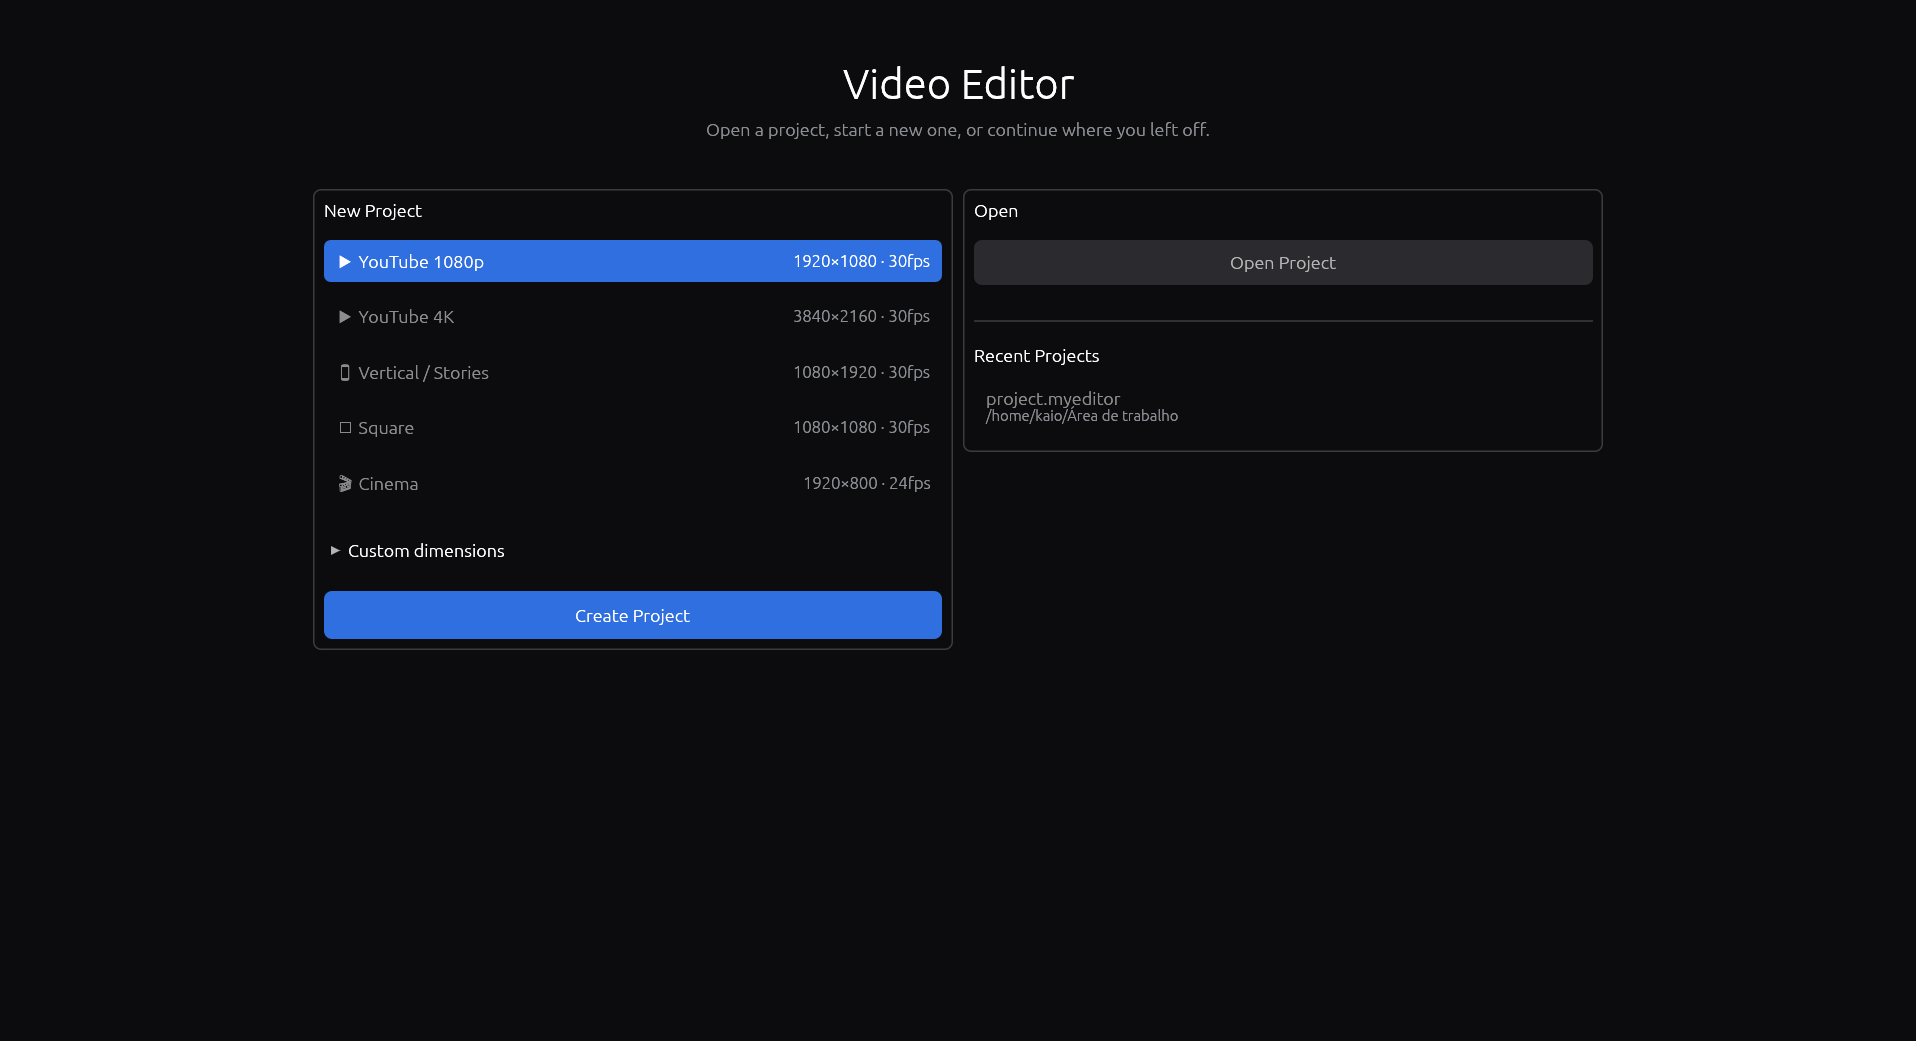 Video Editor
Open a project, start a new one, or continue where you left off.
New Project
▶ YouTube 1080p 1920×1080 · 30fps
▶ YouTube 4K 3840×2160 · 30fps
Vertical / Stories 1080×1920 · 30fps
Square 1080×1080 · 30fps
Cinema 1920×800 · 24fps
▶ Custom dimensions
Create Project
Open
Open Project
Recent Projects
project.myeditor
/home/kaio/Área de trabalho